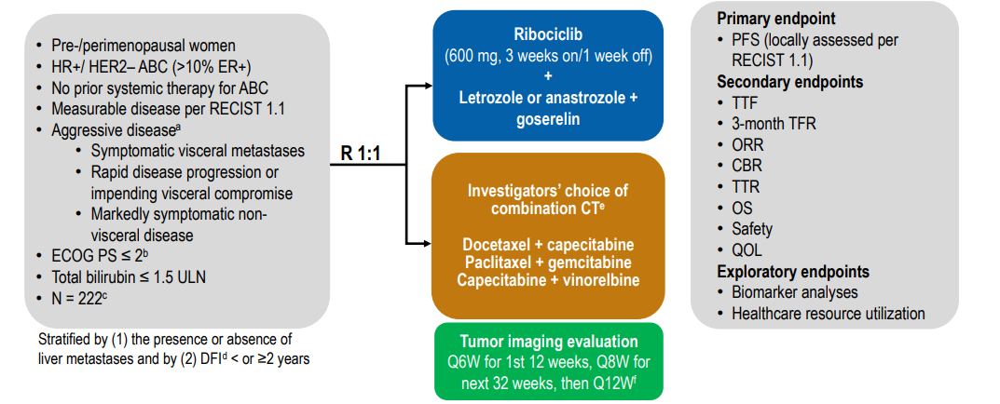 • Pre-/perimenopausal women
• HR+/ HER2– ABC (>10% ER+)
• No prior systemic therapy for ABC
• Measurable disease per RECIST 1.1
• Aggressive diseaseᵃ
• Symptomatic visceral metastases
• Rapid disease progression or
impending visceral compromise
• Markedly symptomatic non-
visceral disease
• ECOG PS ≤ 2ᵇ
• Total bilirubin ≤ 1.5 ULN
• N = 222ᶜ
Stratified by (1) the presence or absence of
liver metastases and by (2) DFIᵈ < or ≥2 years
R 1:1
Ribociclib
(600 mg, 3 weeks on/1 week off)
+
Letrozole or anastrozole +
goserelin
Investigators’ choice of
combination CTᵉ
Docetaxel + capecitabine
Paclitaxel + gemcitabine
Capecitabine + vinorelbine
Tumor imaging evaluation
Q6W for 1st 12 weeks, Q8W for
next 32 weeks, then Q12Wᶠ
Primary endpoint
• PFS (locally assessed per
RECIST 1.1)
Secondary endpoints
• TTF
• 3-month TFR
• ORR
• CBR
• TTR
• OS
• Safety
• QOL
Exploratory endpoints
• Biomarker analyses
• Healthcare resource utilization